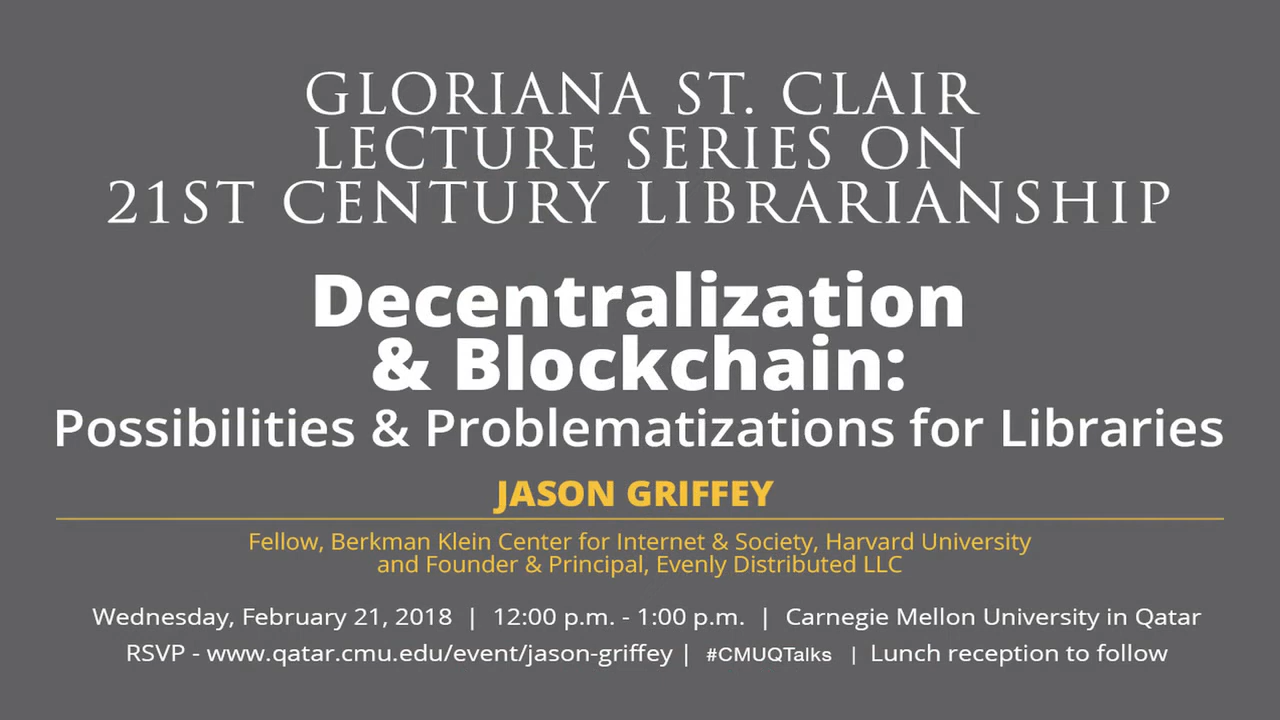 GLORIANA ST. CLAIR
LECTURE SERIES ON
21ST CENTURY LIBRARIANSHIP
Decentralization
& Blockchain:
Possibilities & Problematizations for Libraries
JASON GRIFFEY
Fellow, Berkman Klein Center for Internet & Society, Harvard University
and Founder & Principal, Evenly Distributed LLC
Wednesday, February 21, 2018 | 12:00 p.m. - 1:00 p.m. | Carnegie Mellon University in Qatar
RSVP - www.qatar.cmu.edu/event/jason-griffey | #CMUQTalks | Lunch reception to follow